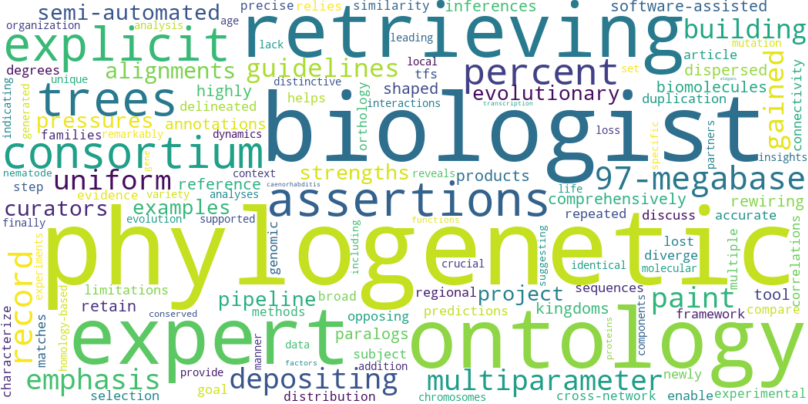 semi-automated
precise
relies
similarity
inferences
software-assisted
organization
analysis
age
retrieving
building
explicit
lack
leading
article
mutation
degrees
alignments
guidelines
local
percent
set
dispersed
unique
distinctive
shaped
tfs
evolutionary
biomolecules
indicating
generated
trees
highly
helps
interactions
duplication
gained
connectivity
pressures
delineated
orthology
biologist
families
remarkably
annotations
dynamics
loss
specific
partners
insights
consortium
nematode
gene
context
reveals
strengths
products
97-megabase
step
uniform
reference
caenorhabditis
life
evidence
variety
analyses
assertions
comprehensively
curators
examples
repeated
discuss
rewiring
accurate
finally
evolution
supported
functions
phylogenetic
record
experiments
genomic
including
crucial
suggesting
identical
lost
diverge
molecular
multiple
correlations
limitations
regional
project
sequences
paint
tool
retain
pipeline
broad
predictions
kingdoms
framework
compare
characterize
matches
homology-based
conserved
expert
methods
opposing
paralogs
components
proteins
ontology
data
subject
manner
factors
addition
emphasis
provide
depositing
multiparameter
newly
selection
goal
distribution
chromosomes
cross-network
enable
experimental
transcription